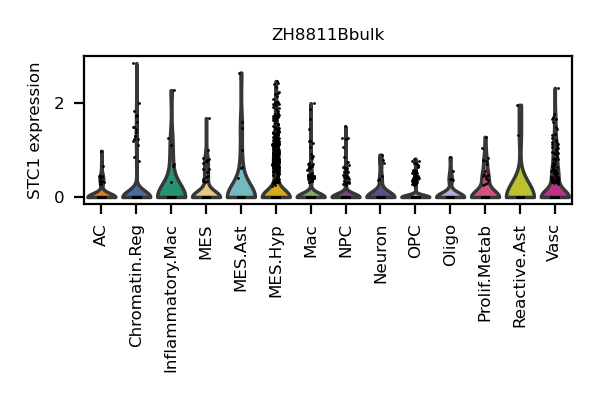 ZH8811Bbulk
STC1 expression
2
0
AC
Chromatin.Reg
Inflammatory.Mac
MES
MES.Ast
MES.Hyp
Mac
NPC
Neuron
OPC
Oligo
Prolif.Metab
Reactive.Ast
Vasc